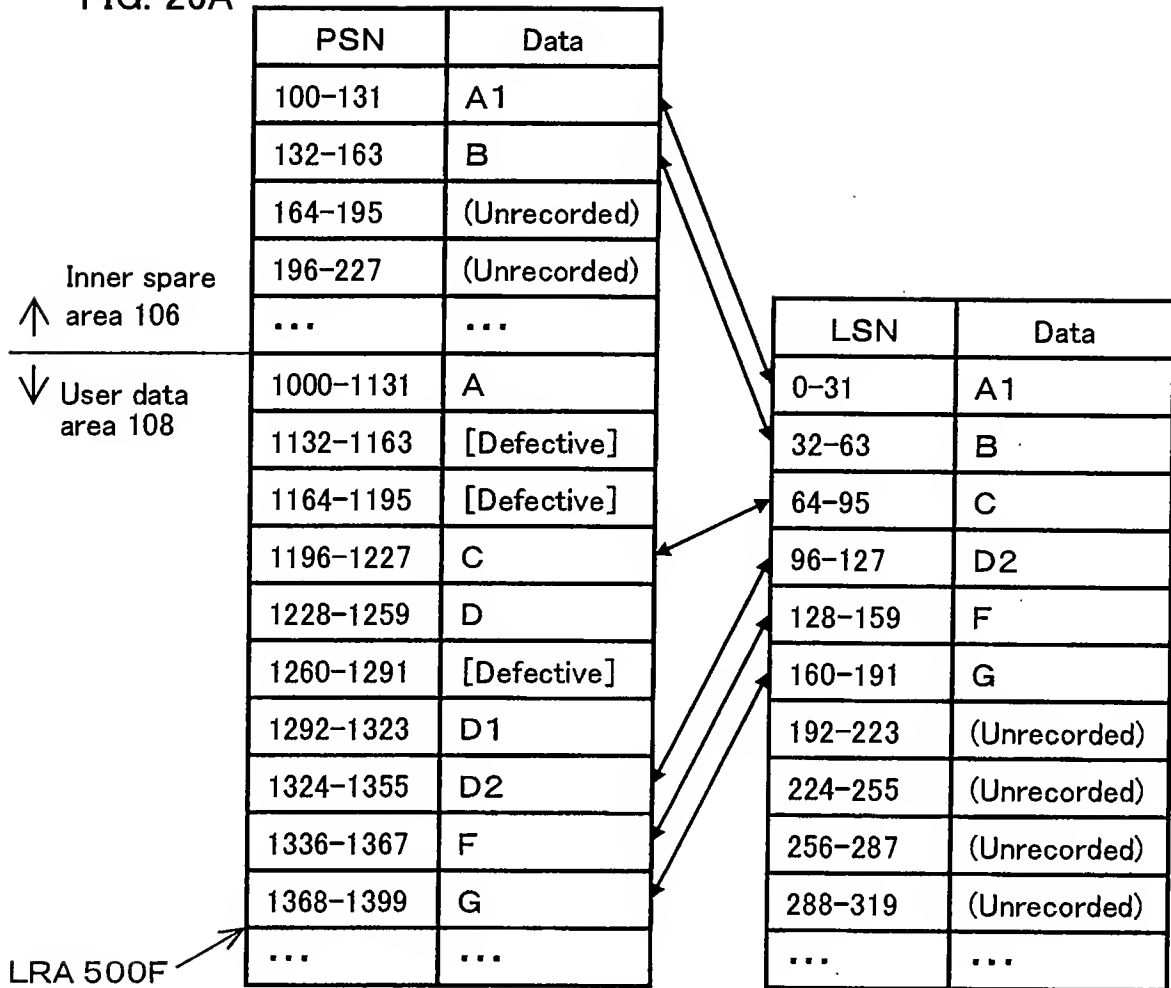 FIG. 20A
PSN Data
100-131 A1
132-163 B
164-195 (Unrecorded)
196-227 (Unrecorded)
... ...
Inner spare
area 106
User data
area 108
1000-1131 A
1132-1163 [Defective]
1164-1195 [Defective]
1196-1227 C
1228-1259 D
1260-1291 [Defective]
1292-1323 D1
1324-1355 D2
1336-1367 F
1368-1399 G
... ...
LRA 500F
LSN Data
0-31 A1
32-63 B
64-95 C
96-127 D2
128-159 F
160-191 G
192-223 (Unrecorded)
224-255 (Unrecorded)
256-287 (Unrecorded)
288-319 (Unrecorded)
... ...